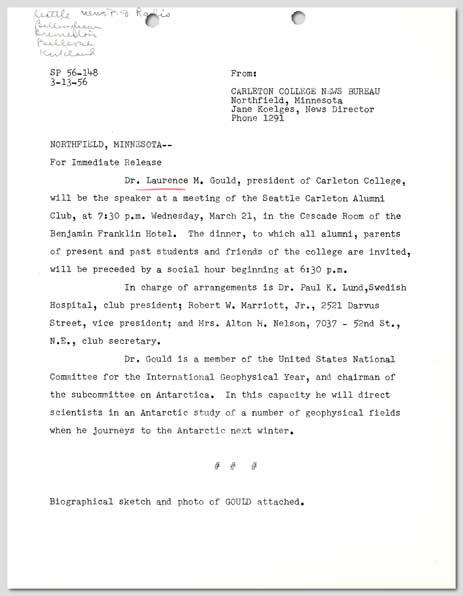 Seattle news P. & Radio
Bellingham
Bremerton
Bellevue
Kirkland
SP 56-148
3-13-56
From:
CARLETON COLLEGE NEWS BUREAU
Northfield, Minnesota
Jane Koelges, News Director
Phone 1291
NORTHFIELD, MINNESOTA--
For Immediate Release
Dr. Laurence M. Gould, president of Carleton College,
will be the speaker at a meeting of the Seattle Carleton Alumni
Club, at 7:30 p.m. Wednesday, March 21, in the Cascade Room of the
Benjamin Franklin Hotel. The dinner, to which all alumni, parents
of present and past students and friends of the college are invited,
will be preceded by a social hour beginning at 6:30 p.m.
In charge of arrangements is Dr. Paul K. Lund,Swedish
Hospital, club president; Robert W. Marriott, Jr., 2521 Darvus
Street, vice president; and Mrs. Alton M. Nelson, 7037 - 52nd St.,
N.E., club secretary.
Dr. Gould is a member of the United States National
Committee for the International Geophysical Year, and chairman of
the subcommittee on Antarctica. In this capacity he will direct
scientists in an Antarctic study of a number of geophysical fields
when he journeys to the Antarctic next winter.
# # #
Biographical sketch and photo of GOULD attached.